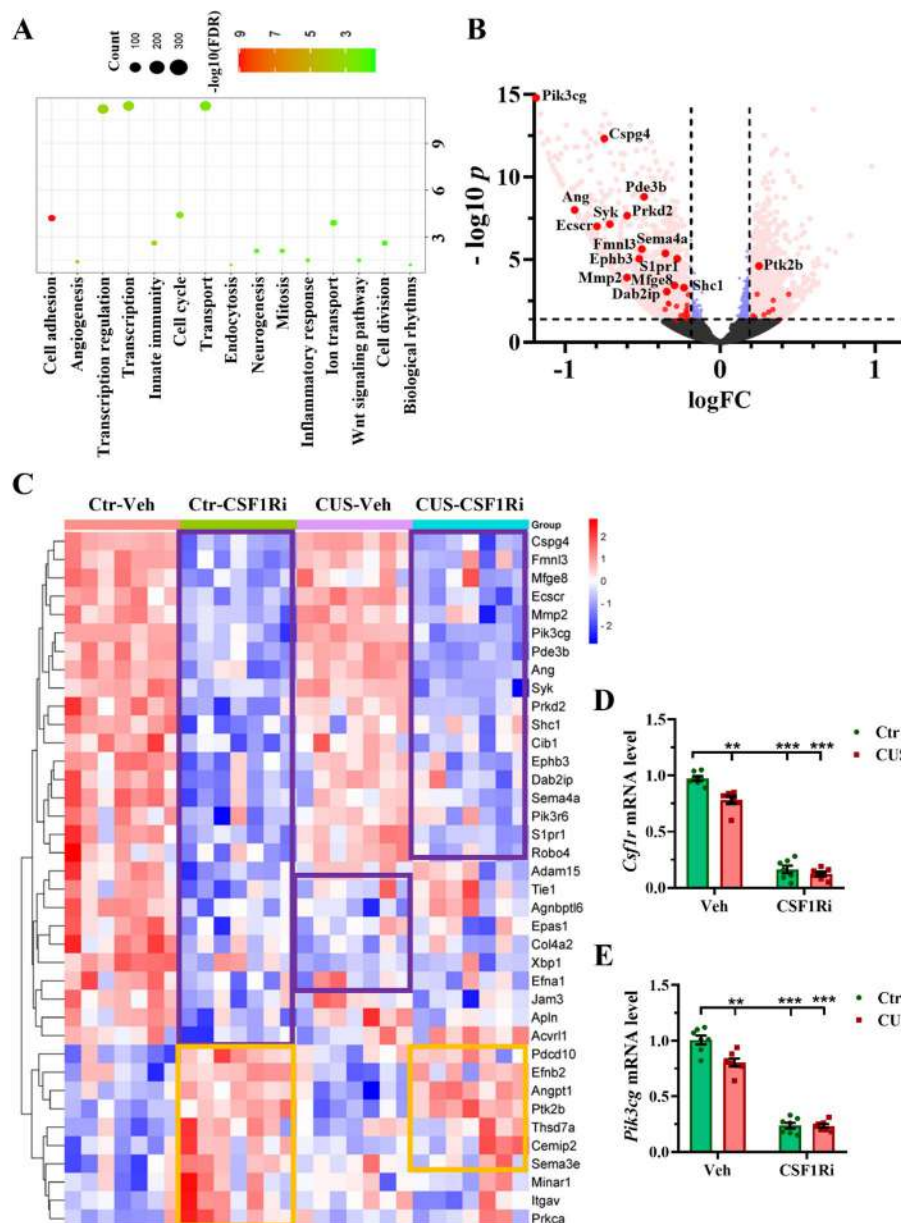 A
Count
100
200
300
-log10(FDR)
9
7
5
3
9
6
3
Cell adhesion
Angiogenesis
Transcription regulation
Transcription
Innate immunity
Cell cycle
Transport
Endocytosis
Neurogenesis
Mitosis
Inflammatory response
Ion transport
Wnt signaling pathway
Cell division
Biological rhythms
B
- log10 p
15
10
5
0
Pik3cg
Cspg4
Pde3b
Ang
Syk
Prkd2
Ecscr
Fmnl3
Sema4a
Ephb3
S1pr1
Ptk2b
Mmp2
Mfge8
Shc1
Dab2ip
-1
0
1
logFC
C
Ctr-Veh
Ctr-CSF1Ri
CUS-Veh
CUS-CSF1Ri
Group
Cspg4
Fmnl3
Mfge8
Ecscr
Mmp2
Pik3cg
Pde3b
Ang
Syk
Prkd2
Shc1
Cib1
Ephb3
Dab2ip
Sema4a
Pik3r6
S1pr1
Robo4
Adam15
Tie1
Agnbptl6
Epas1
Col4a2
Xbp1
Efna1
Jam3
Apln
Acvrl1
Pdcd10
Efnb2
Angpt1
Ptk2b
Thsd7a
Cemip2
Sema3e
Minar1
Itgav
Prkca
2
1
0
-1
-2
D
Csf1r mRNA level
1.5
1.0
0.5
0.0
** *** ***
Ctr
CUS
Veh
CSF1Ri
E
Pik3cg mRNA level
1.5
1.0
0.5
0.0
** *** ***
Ctr
CU
Veh
CSF1Ri